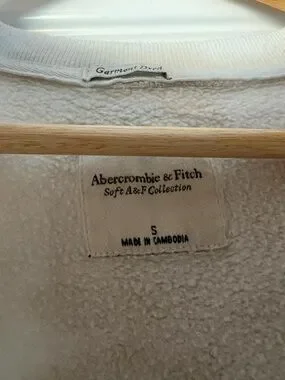 Garment Dyed
Abercrombie & Fitch
Soft A&F Collection
S
MADE IN CAMBODIA